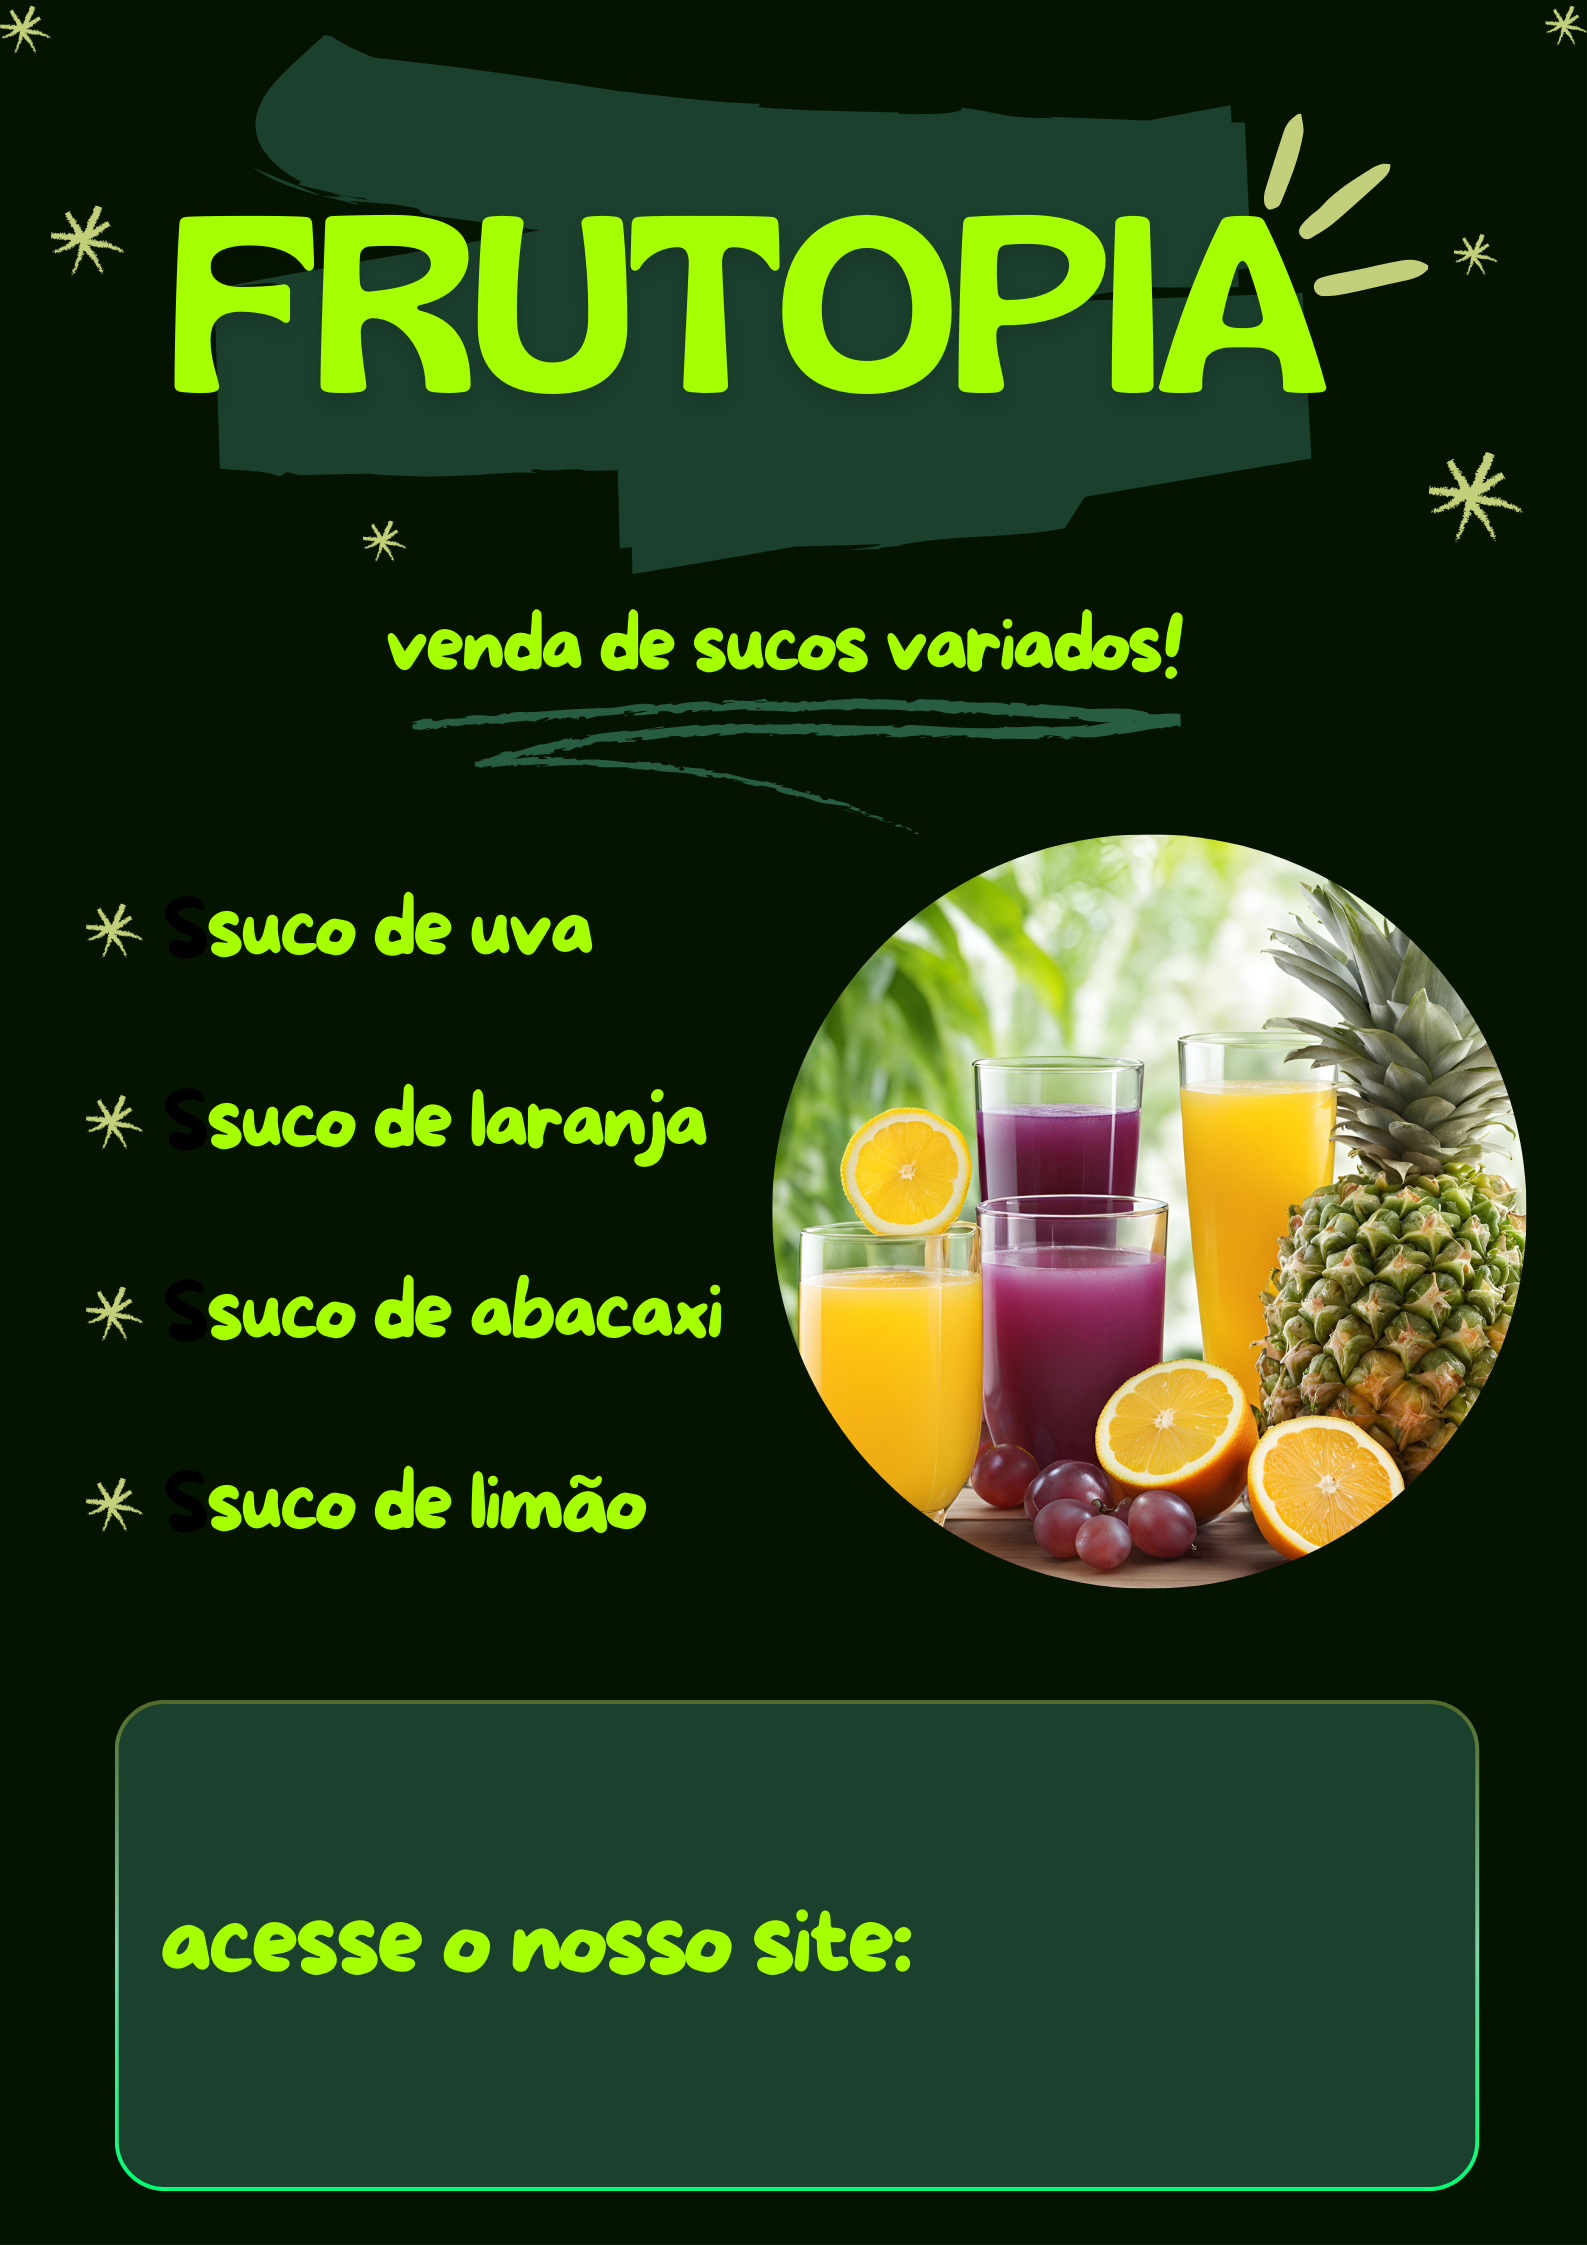 FRUTOPIA
venda de sucos variados!
Ssuco de uva
Ssuco de laranja
Ssuco de abacaxi
Ssuco de limão
acesse o nosso site: